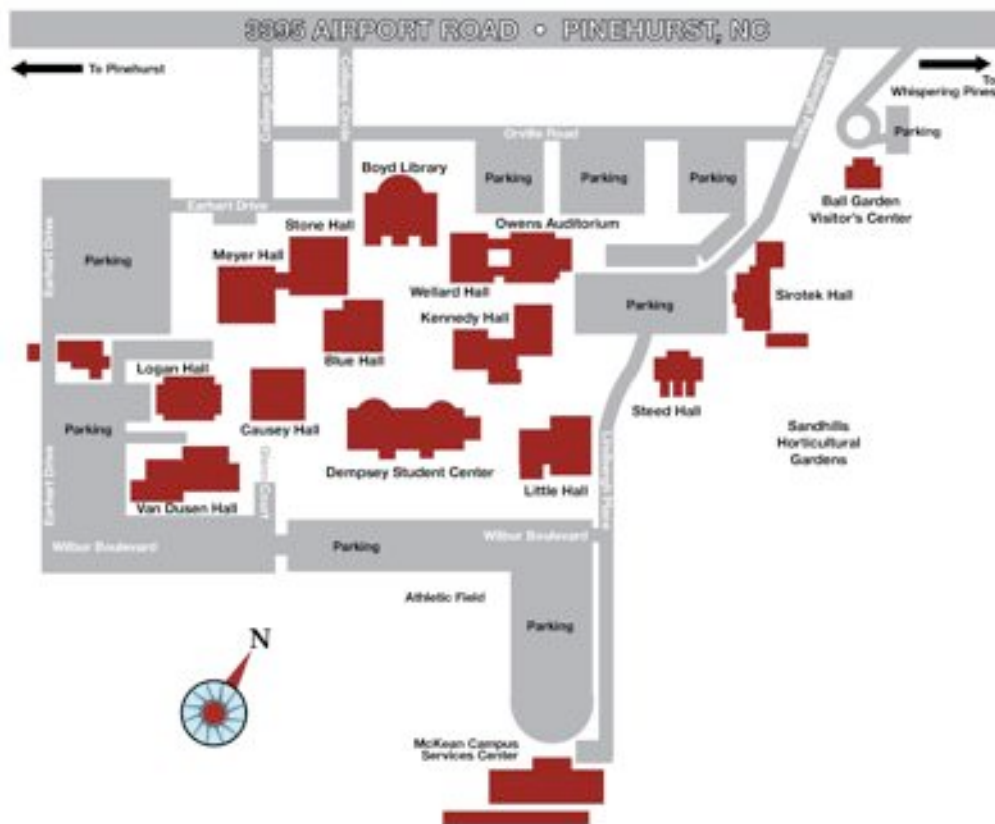 3395 AIRPORT ROAD • PINEHURST, NC
To Pinehurst
To
Whispering Pines
Orville Road
Parking
Boyd Library
Parking
Parking
Parking
Ball Garden
Visitor's Center
Earhart Drive
Stone Hall
Owens Auditorium
Earhart Drive
Parking
Meyer Hall
Wellard Hall
Parking
Sirotek Hall
Kennedy Hall
Blue Hall
Logan Hall
Steed Hall
Parking
Causey Hall
Sandhills
Horticultural
Gardens
Dempsey Student Center
Little Hall
Earhart Drive
Van Dusen Hall
Wilbur Boulevard
Parking
Wilbur Boulevard
Athletic Field
Parking
N
McKean Campus
Services Center